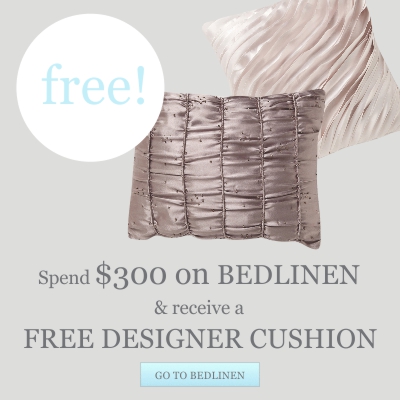 free!
Spend $300 on BEDLINEN
& receive a
FREE DESIGNER CUSHION
GO TO BEDLINEN